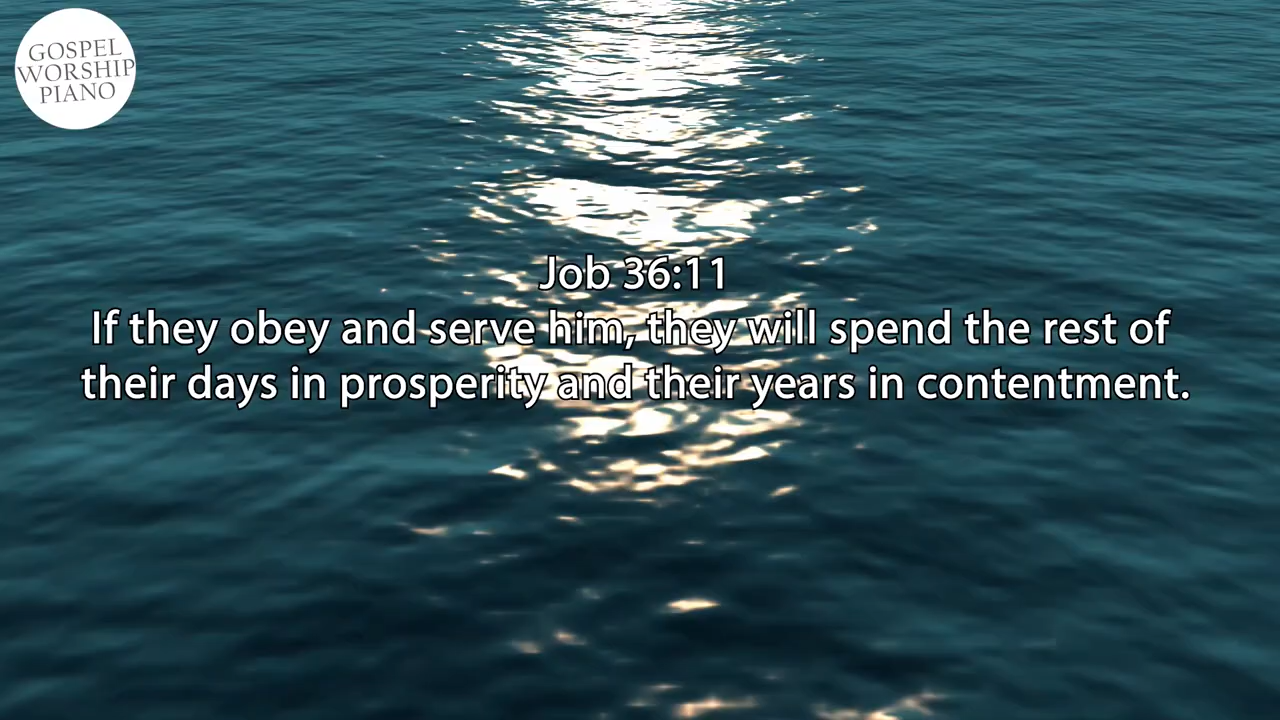 GOSPEL
WORSHIP
PIANO
Job 36:11
If they obey and serve him, they will spend the rest of
their days in prosperity and their years in contentment.